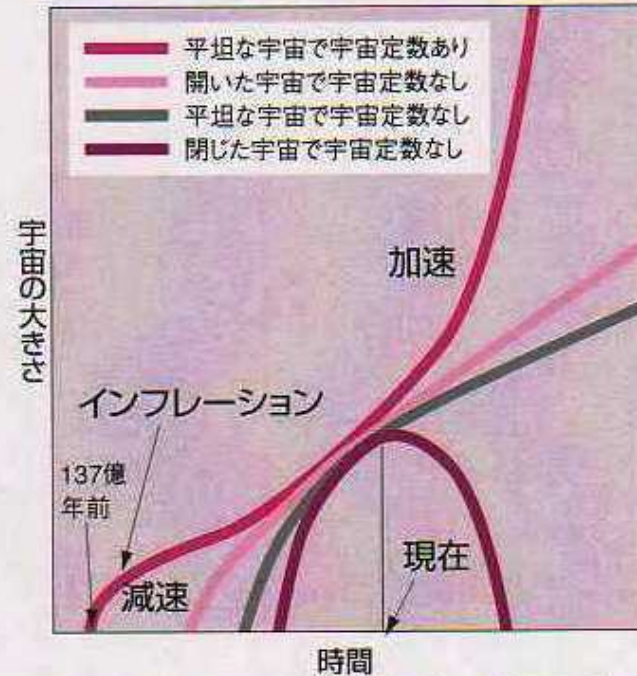 平坦な宇宙で宇宙定数あり
開いた宇宙で宇宙定数なし
平坦な宇宙で宇宙定数なし
閉じた宇宙で宇宙定数なし
宇宙の大きさ
加速
インフレーション
137億
年前
減速
現在
時間